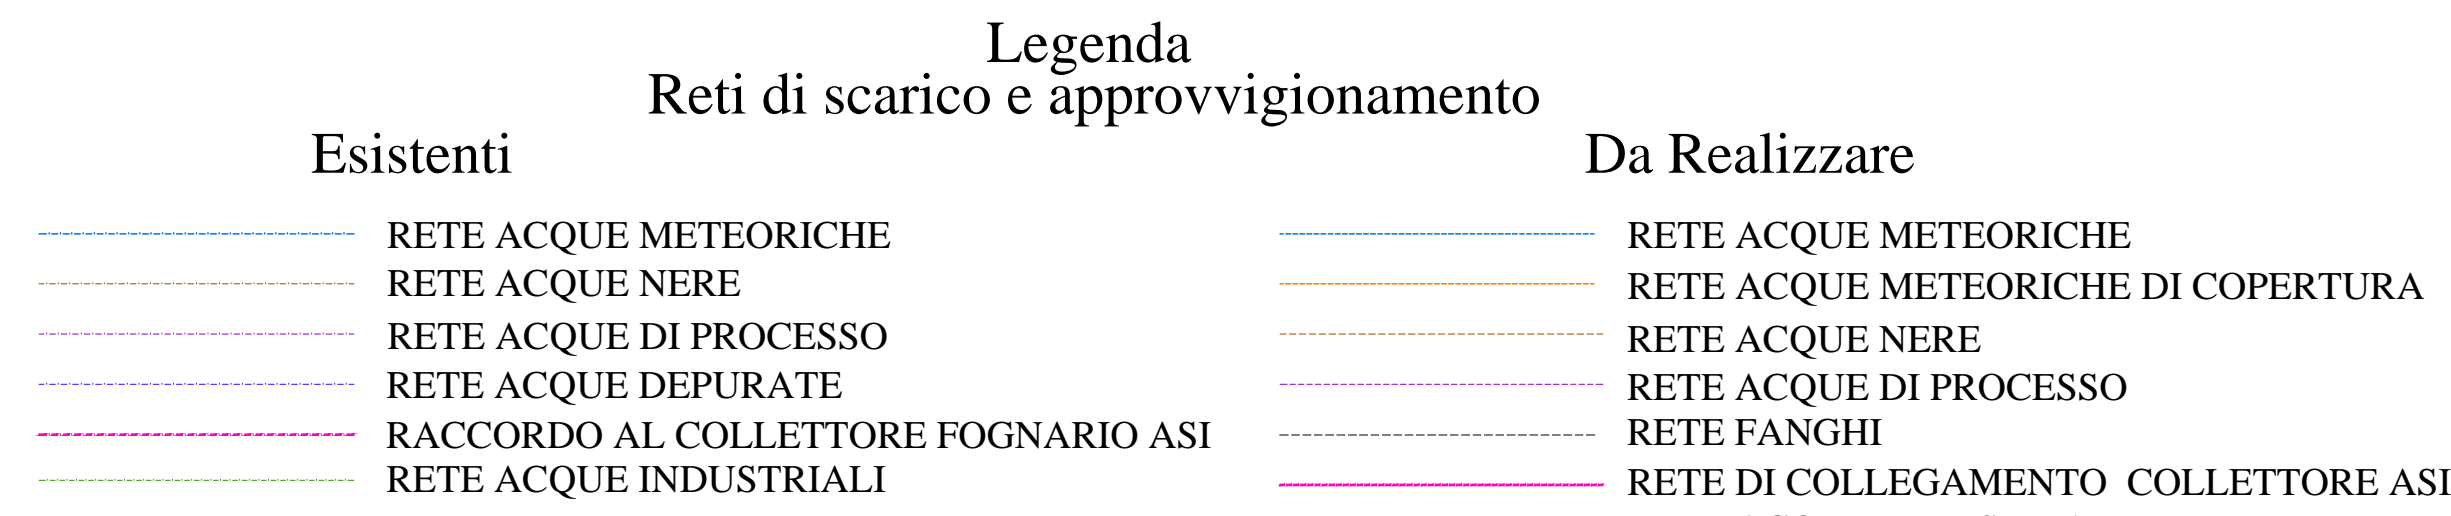 Legenda
Reti di scarico e approvvigionamento
Esistenti
RETE ACQUE METEORICHE
RETE ACQUE NERE
RETE ACQUE DI PROCESSO
RETE ACQUE DEPURATE
RACCORDO AL COLLETTORE FOGNARIO ASI
RETE ACQUE INDUSTRIALI
Da Realizzare
RETE ACQUE METEORICHE
RETE ACQUE METEORICHE DI COPERTURA
RETE ACQUE NERE
RETE ACQUE DI PROCESSO
RETE FANGHI
RETE DI COLLEGAMENTO COLLETTORE ASI